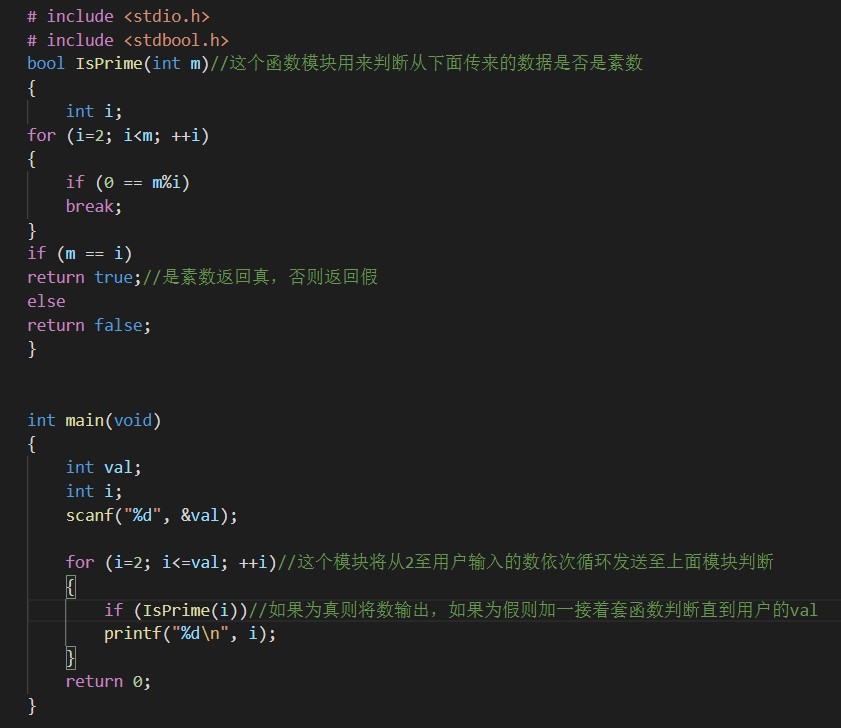 # include <stdio.h>
# include <stdbool.h>
bool IsPrime(int m)//这个函数模块用来判断从下面传来的数据是否是素数
{
    int i;
for (i=2; i<m; ++i)
{
    if (0 == m%i)
    break;
}
if (m == i)
return true;//是素数返回真，否则返回假
else
return false;
}
int main(void)
{
    int val;
    int i;
    scanf("%d", &val);
    for (i=2; i<=val; ++i)//这个模块将从2至用户输入的数依次循环发送至上面模块判断
    {
        if (IsPrime(i))//如果为真则将数输出，如果为假则加一接着套函数判断直到用户的val
        printf("%d\n", i);
    }
    return 0;
}